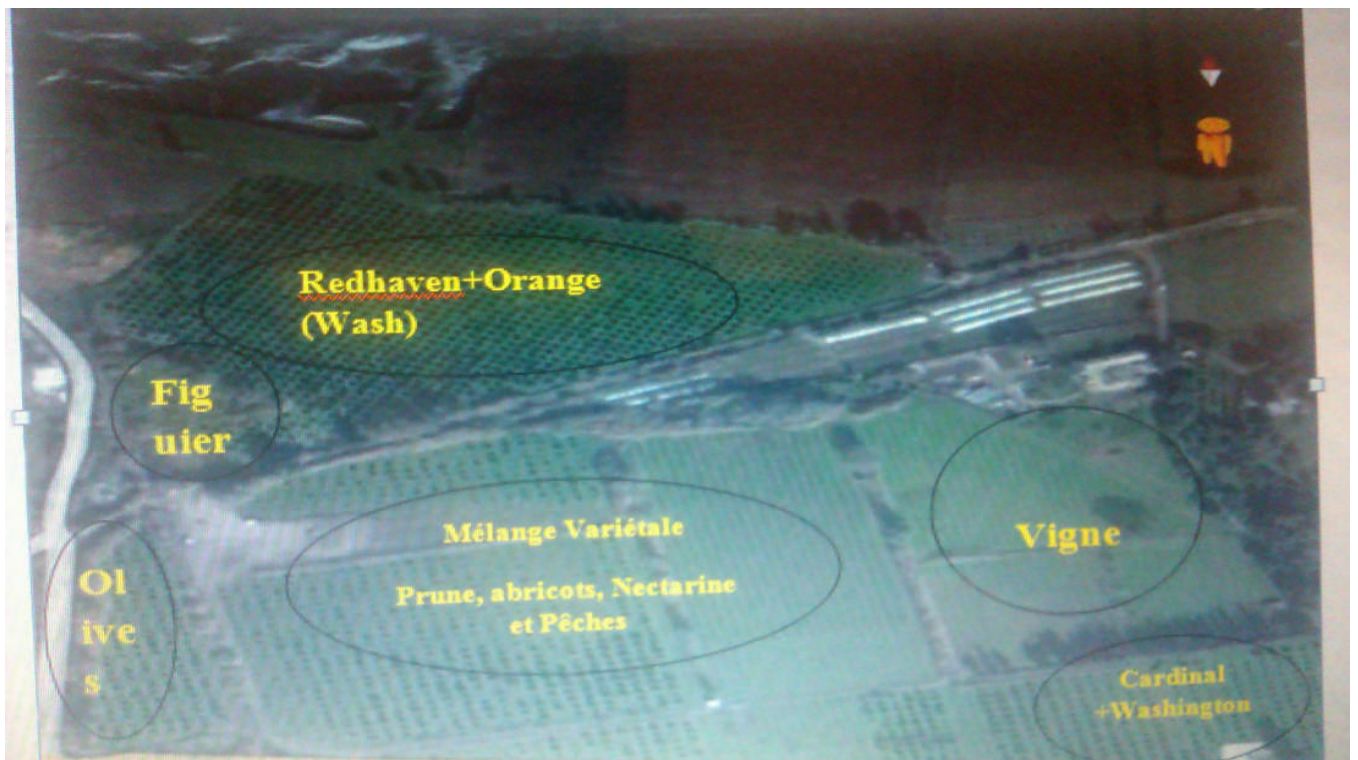 Redhaven+Orange
(Wash)
Fig
uier
Mélange Variétale
Prune, abricots, Nectarine
et Pêches
Vigne
Ol
ive
s
Cardinal
+Washington